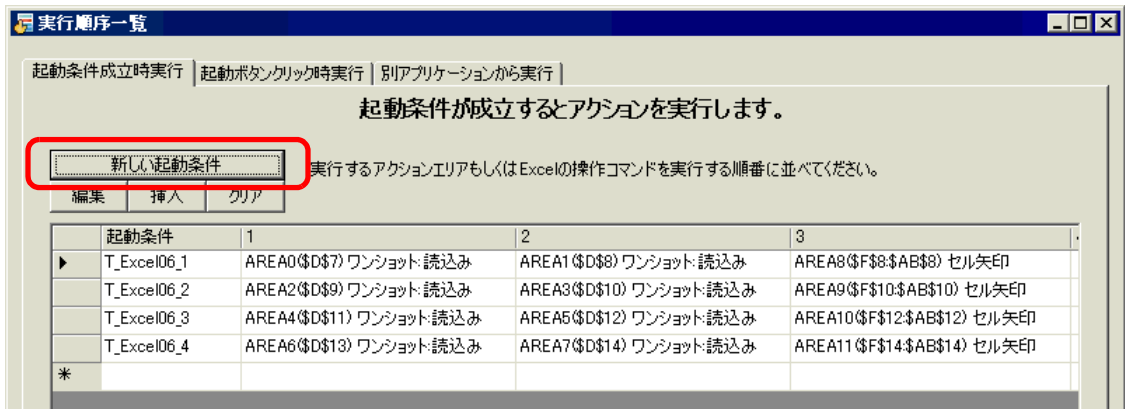 実行順序一覧
起動条件成立時実行 起動ボタンクリック時実行 別アプリケーションから実行
起動条件が成立するとアクションを実行します。
新しい起動条件 実行するアクションエリアもしくはExcelの操作コマンドを実行する順番に並べてください。
編集 挿入 クリア
起動条件 1 2 3
T_Excel06_1 AREA0($D$7) ワンショット:読込み AREA1($D$8) ワンショット:読込み AREA8($F$8:$AB$8) セル矢印
T_Excel06_2 AREA2($D$9) ワンショット:読込み AREA3($D$10) ワンショット:読込み AREA9($F$10:$AB$10) セル矢印
T_Excel06_3 AREA4($D$11) ワンショット:読込み AREA5($D$12) ワンショット:読込み AREA10($F$12:$AB$12) セル矢印
T_Excel06_4 AREA6($D$13) ワンショット:読込み AREA7($D$14) ワンショット:読込み AREA11($F$14:$AB$14) セル矢印